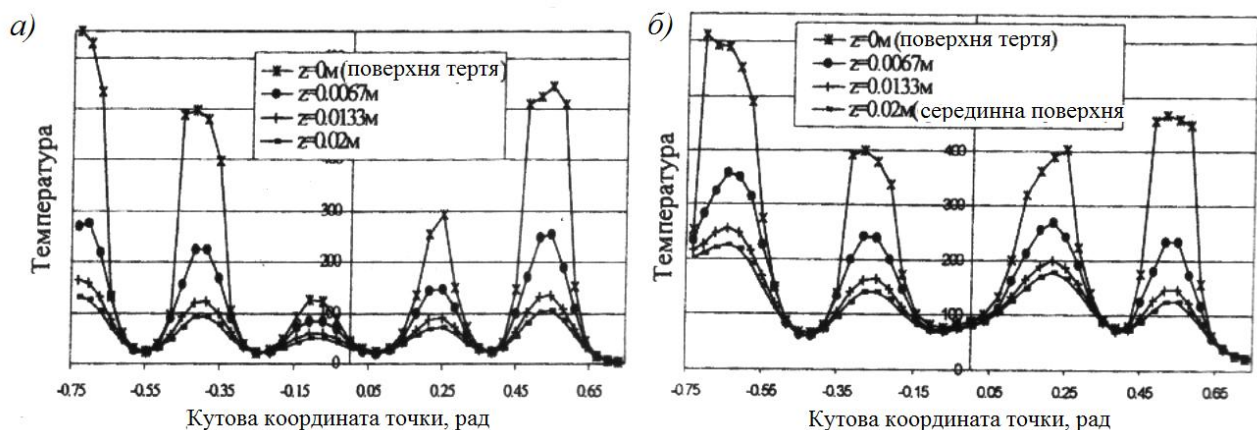 а)
z=0м (поверхня тертя)
z=0.0067м
z=0.0133м
z=0.02м
Температура
300
200
0
-0.75 -0.55 -0.35 -0.15 0.05 0.25 0.45 0.65
Кутова координата точки, рад
б)
z=0м (поверхня тертя)
z=0.0067м
z=0.0133м
z=0.02м (серединна поверхня
Температура
400
300
200
100
0
-0.75 -0.55 -0.35 -0.15 0.05 0.25 0.45 0.65
Кутова координата точки, рад